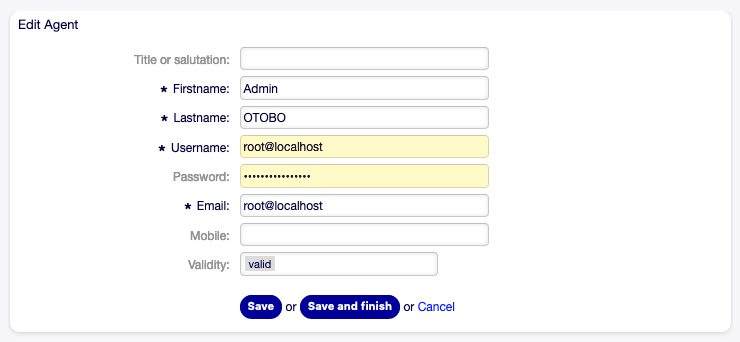 Edit Agent
Title or salutation:
* Firstname: Admin
* Lastname: OTOBO
* Username: root@localhost
Password: ••••••••••••••••
* Email: root@localhost
Mobile:
Validity: valid
Save or Save and finish or Cancel